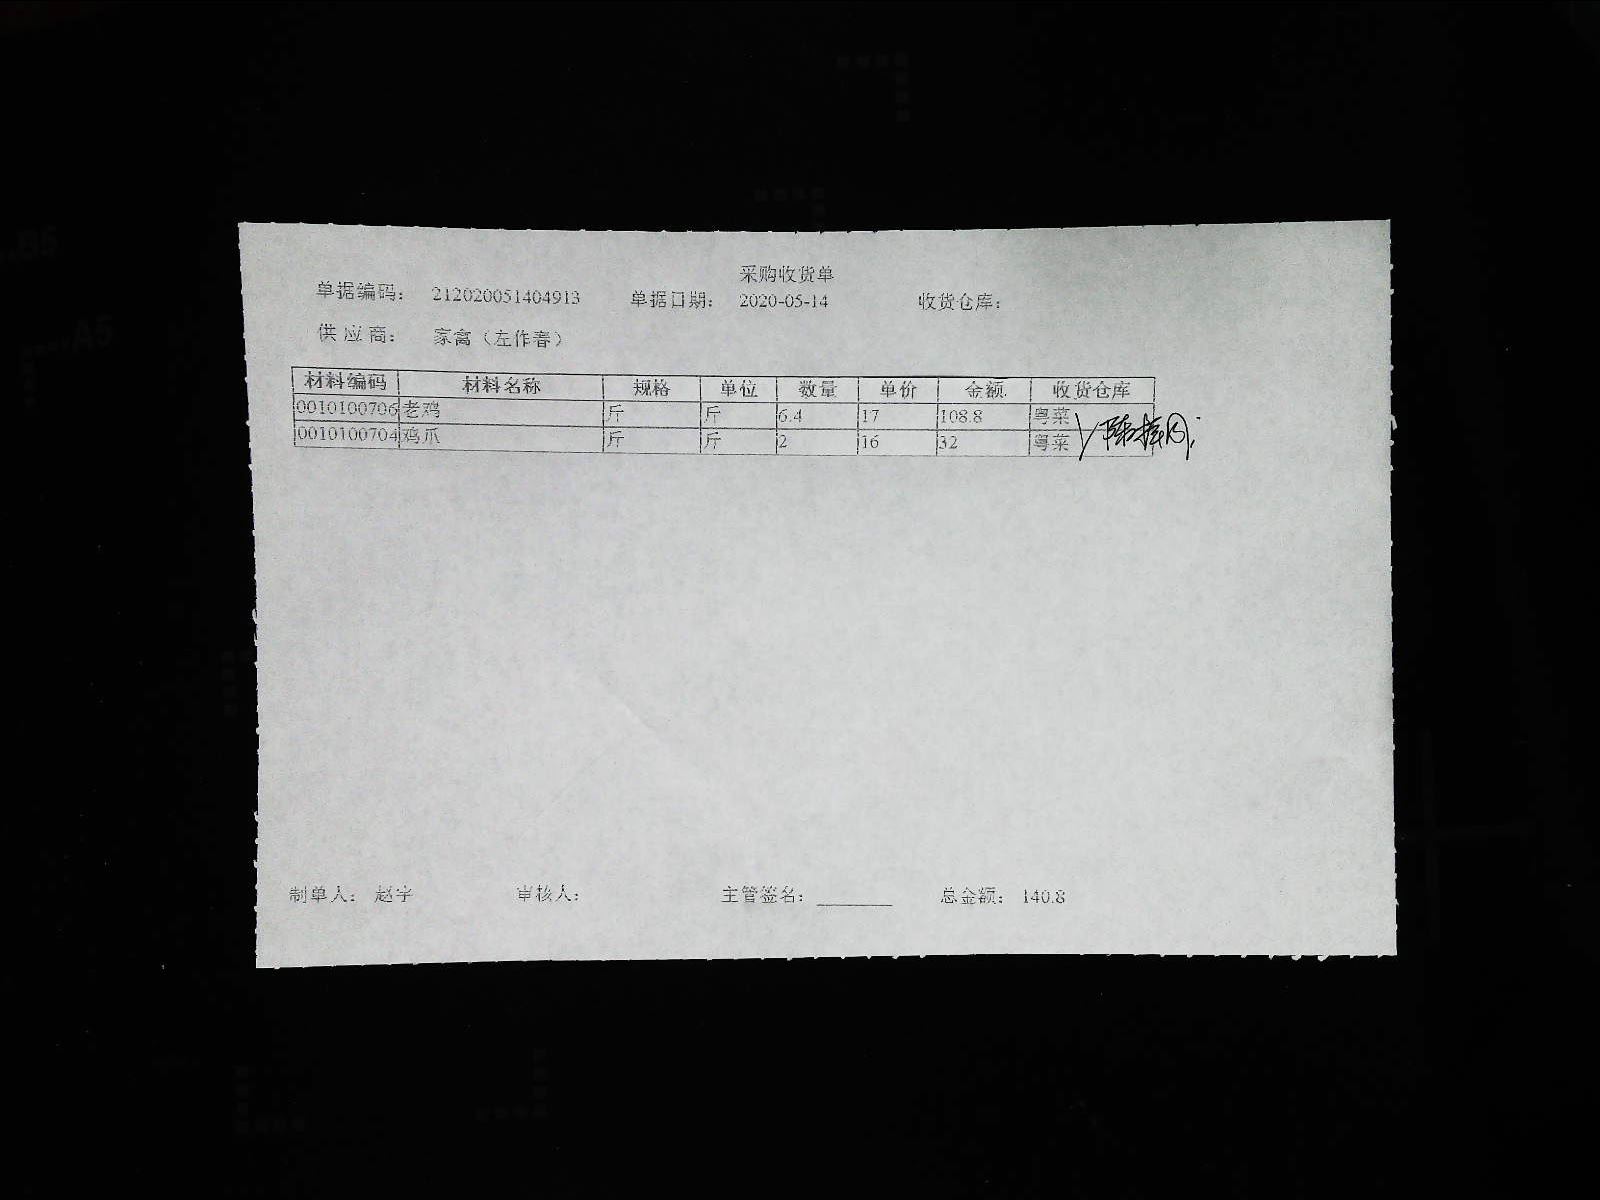 采购收货单
单据编码： 212020051404913 单据日期： 2020-05-14 收货仓库：
供应商： 家禽（左作春）
材料编码 材料名称 规格 单位 数量 单价 金额 收货仓库
0010100706 老鸡 斤 斤 6.4 17 108.8 粤菜
0010100704 鸡爪 斤 斤 2 16 32 粤菜
制单人： 赵宇 审核人： 主管签名： 总金额： 140.8